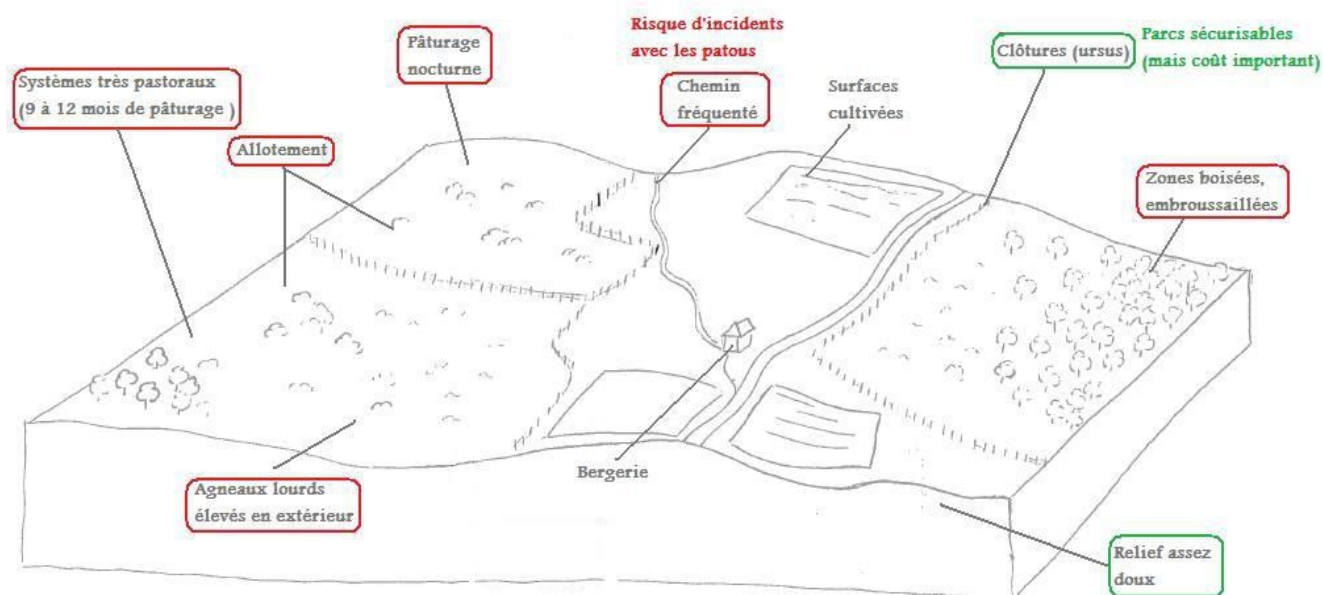 Risque d'incidents
avec les patous
Pâturage
nocturne
Clôtures (ursus)
Parcs sécurisables
(mais coût important)
Systèmes très pastoraux
(9 à 12 mois de pâturage )
Chemin
fréquenté
Surfaces
cultivées
Allotement
Zones boisées,
embroussaillées
Bergerie
Agneaux lourds
élevés en extérieur
Relief assez
doux